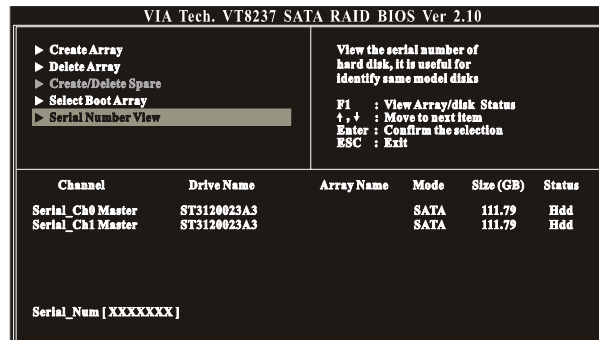 VIA Tech. VT8237 SATA RAID BIOS Ver 2.10
▶ Create Array
▶ Delete Array
▶ Create/Delete Spare
▶ Select Boot Array
▶ Serial Number View
View the serial number of
hard disk, it is useful for
identify same model disks
F1 : View Array/disk Status
↑,↓ : Move to next item
Enter : Confirm the selection
ESC : Exit
Channel Drive Name Array Name Mode Size (GB) Status
Serial_Ch0 Master ST3120023A3 SATA 111.79 Hdd
Serial_Ch1 Master ST3120023A3 SATA 111.79 Hdd
Serial_Num [ XXXXXXX ]